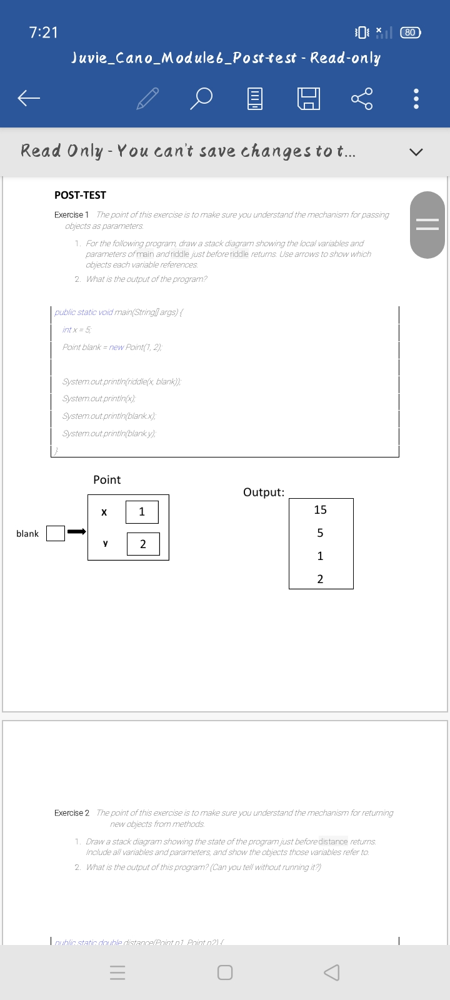 7:21
80
Juvie_Cano_Module6_Post-test - Read-only
Read Only - You can't save changes to t...
POST-TEST
Exercise 1 The point of this exercise is to make sure you understand the mechanism for passing
objects as parameters.
1. For the following program, draw a stack diagram showing the local variables and
parameters of main and riddle just before riddle returns. Use arrows to show which
objects each variable references.
2. What is the output of the program?
public static void main(String[] args) {
int x = 5;
Point blank = new Point(1, 2);
System.out.println(riddle(x, blank));
System.out.println(x);
System.out.println(blank.x);
System.out.println(blank.y);
}
Point
Output:
x 1
15
5
blank
y 2
1
2
Exercise 2 The point of this exercise is to make sure you understand the mechanism for returning
new objects from methods.
1. Draw a stack diagram showing the state of the program just before distance returns.
Include all variables and parameters, and show the objects those variables refer to.
2. What is the output of this program? (Can you tell without running it?)
public static double distance(Point p1, Point p2) {